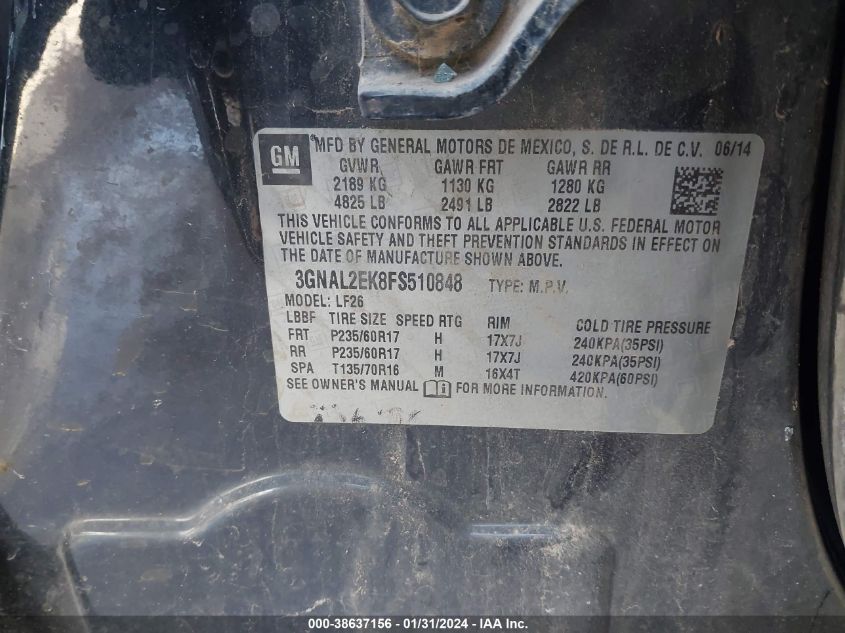 GM
MFD BY GENERAL MOTORS DE MEXICO, S. DE R.L. DE C.V. 06/14
GVWR GAWR FRT GAWR RR
2189 KG 1130 KG 1280 KG
4825 LB 2491 LB 2822 LB
THIS VEHICLE CONFORMS TO ALL APPLICABLE U.S. FEDERAL MOTOR
VEHICLE SAFETY AND THEFT PREVENTION STANDARDS IN EFFECT ON
THE DATE OF MANUFACTURE SHOWN ABOVE.
3GNAL2EK8FS510848 TYPE: M.P.V.
MODEL: LF26
LBBF TIRE SIZE SPEED RTG RIM COLD TIRE PRESSURE
FRT P235/60R17 H 17X7J 240KPA(35PSI)
RR P235/60R17 H 17X7J 240KPA(35PSI)
SPA T135/70R16 M 16X4T 420KPA(60PSI)
SEE OWNER'S MANUAL FOR MORE INFORMATION.
000-38637156 - 01/31/2024 - IAA Inc.